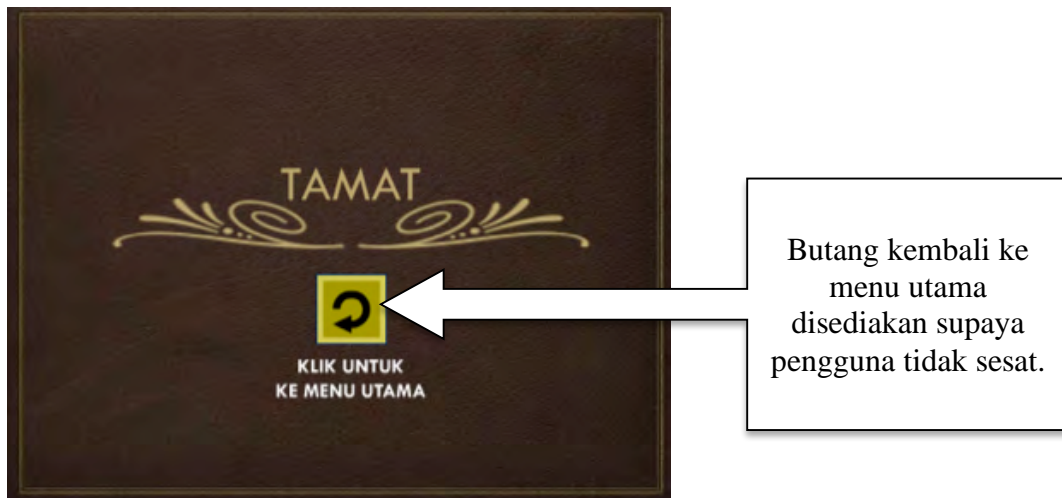 TAMAT
KLIK UNTUK
KE MENU UTAMA
Butang kembali ke
menu utama
disediakan supaya
pengguna tidak sesat.